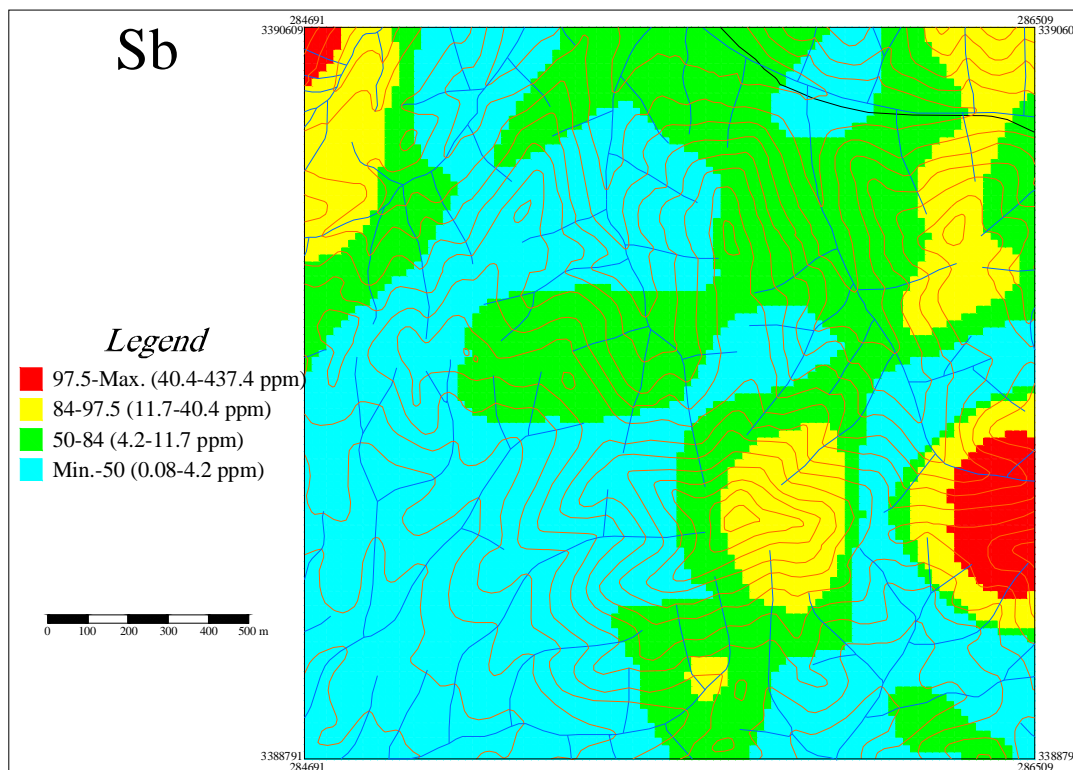 284691
286509
3390609
339060
Sb
Legend
97.5-Max. (40.4-437.4 ppm)
84-97.5 (11.7-40.4 ppm)
50-84 (4.2-11.7 ppm)
Min.-50 (0.08-4.2 ppm)
0 100 200 300 400 500 m
3388791
338879
284691
286509